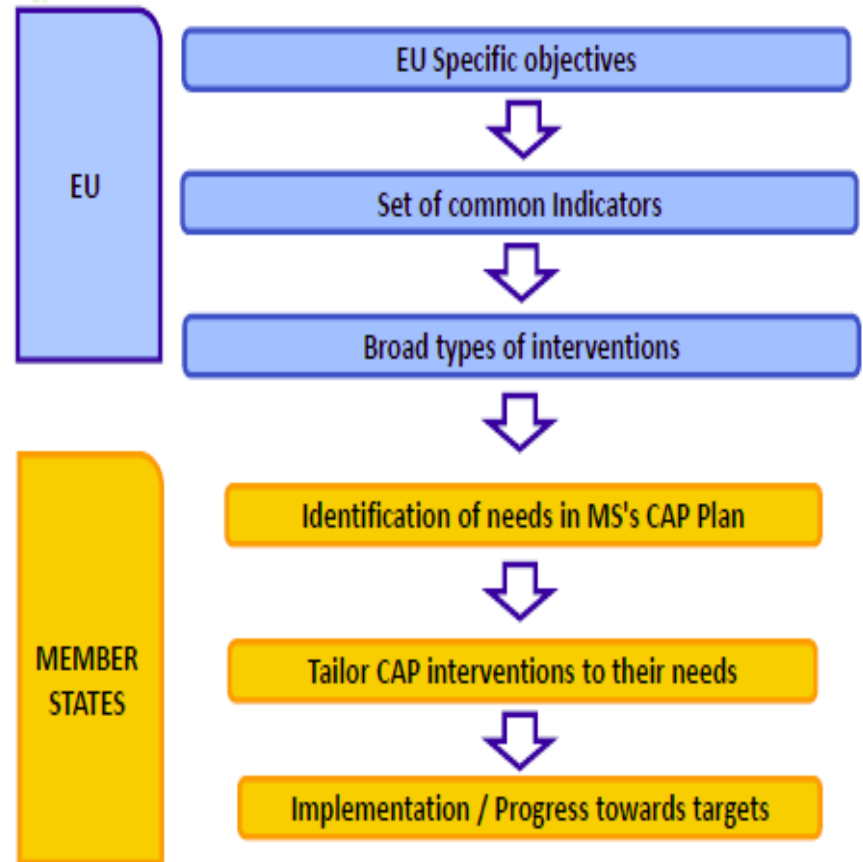 EU
EU Specific objectives
Set of common Indicators
Broad types of interventions
MEMBER
STATES
Identification of needs in MS's CAP Plan
Tailor CAP interventions to their needs
Implementation / Progress towards targets